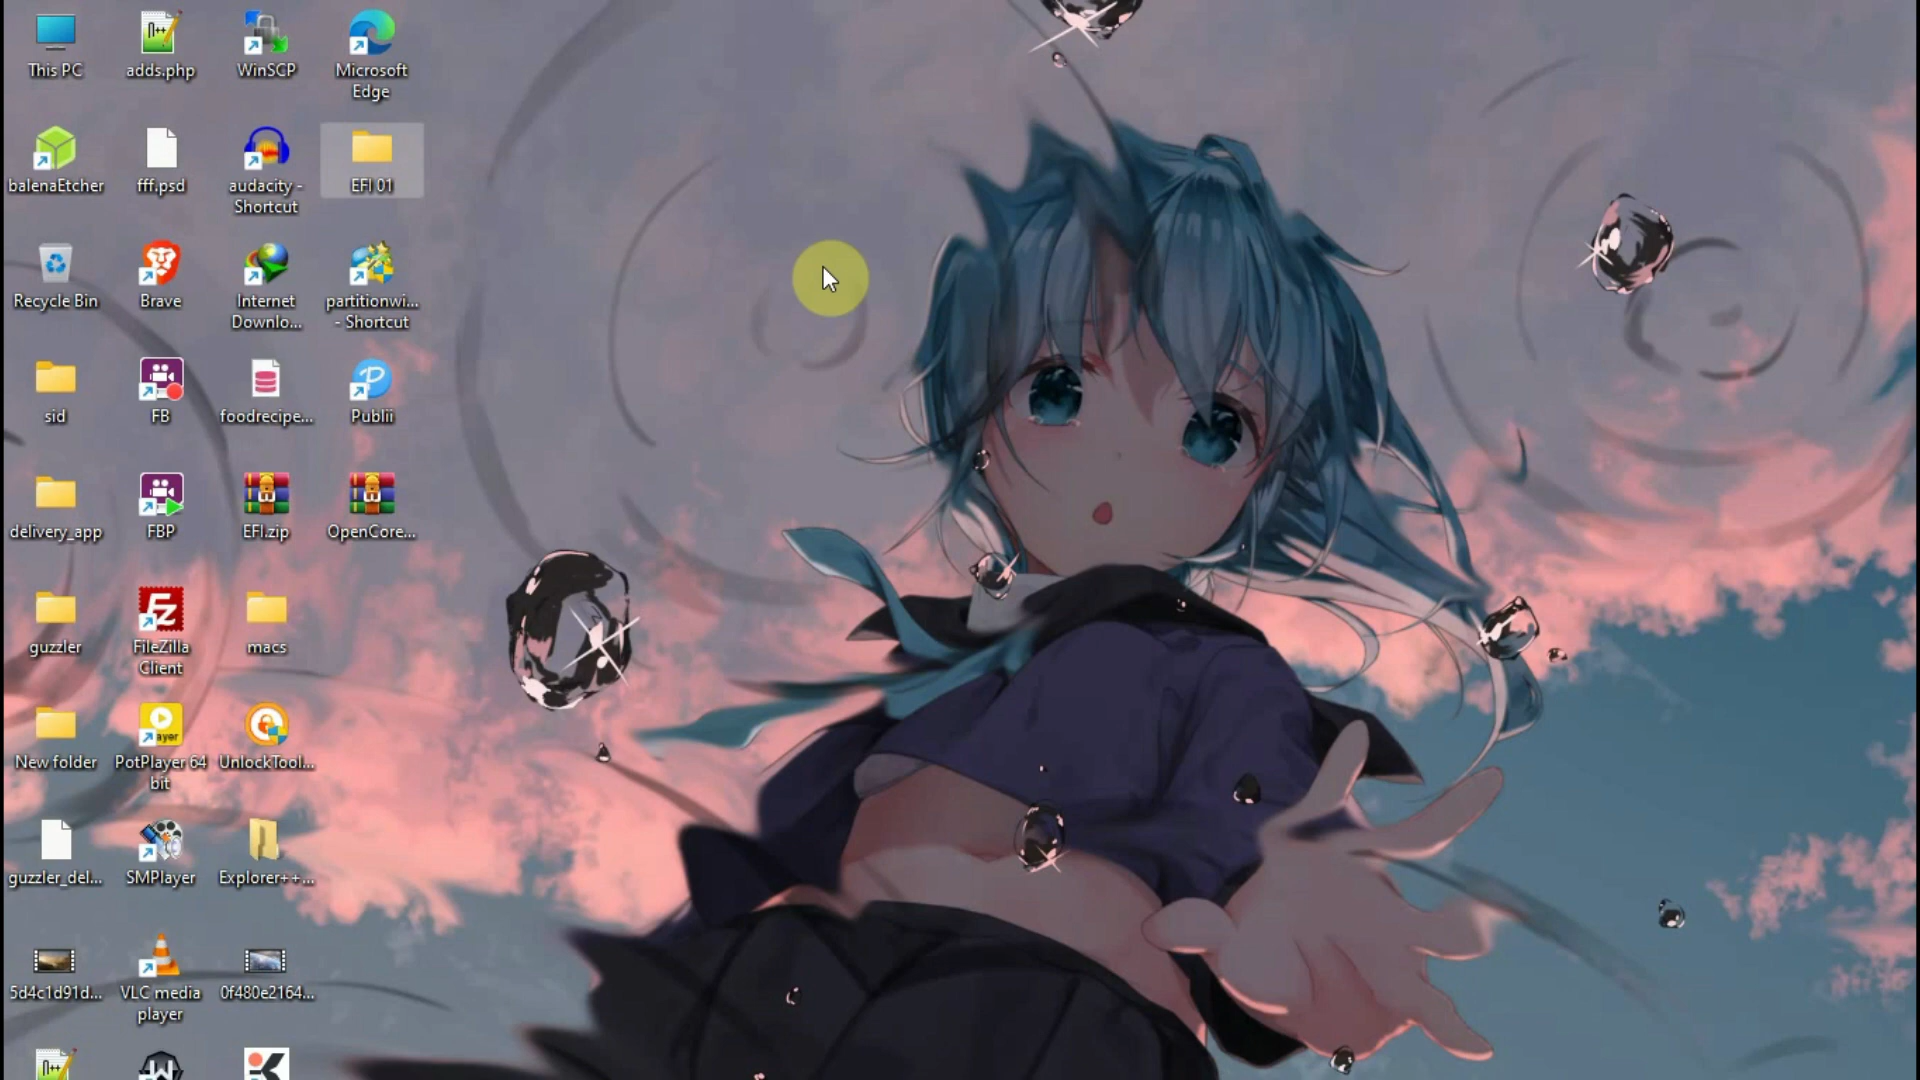 This PC
adds.php
WinSCP
Microsoft
Edge
balenaEtcher
fff.psd
audacity -
Shortcut
EFI 01
Recycle Bin
Brave
Internet
Downlo...
partitionwi...
- Shortcut
sid
FB
foodrecipe...
Publii
delivery_app
FBP
EFI.zip
OpenCore...
guzzler
FileZilla
Client
macs
New folder
PotPlayer 64
bit
UnlockTool...
guzzler_del...
SMPlayer
Explorer++...
5d4c1d91d...
VLC media
player
0f480e2164...